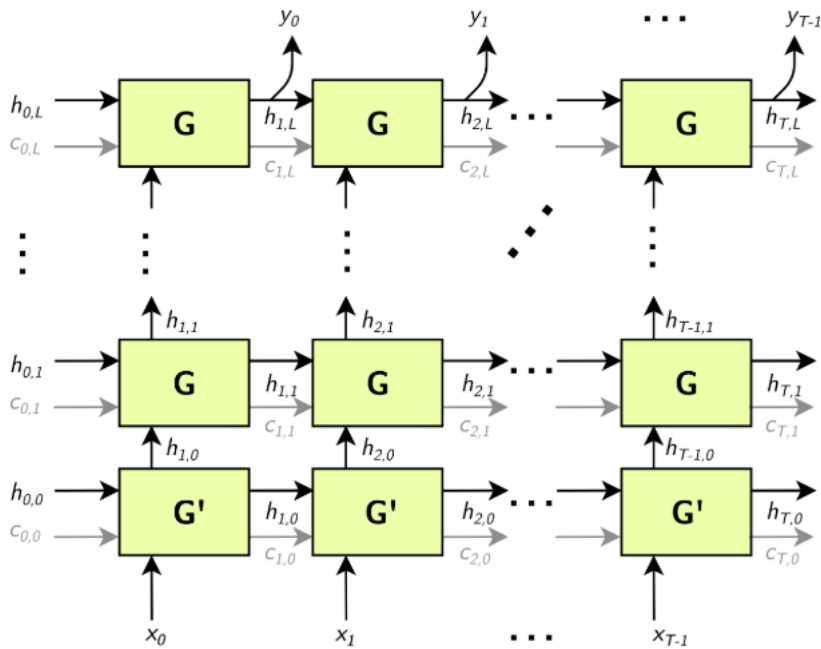 y0 y1 ... yT-1
h0,L G h1,L G h2,L ... G hT,L
c0,L c1,L c2,L cT,L
h1,1 h2,1 hT-1,1
h0,1 G h1,1 G h2,1 ... G hT,1
c0,1 c1,1 c2,1 cT,1
h1,0 h2,0 hT-1,0
h0,0 G' h1,0 G' h2,0 ... G' hT,0
c0,0 c1,0 c2,0 cT,0
x0 x1 ... xT-1